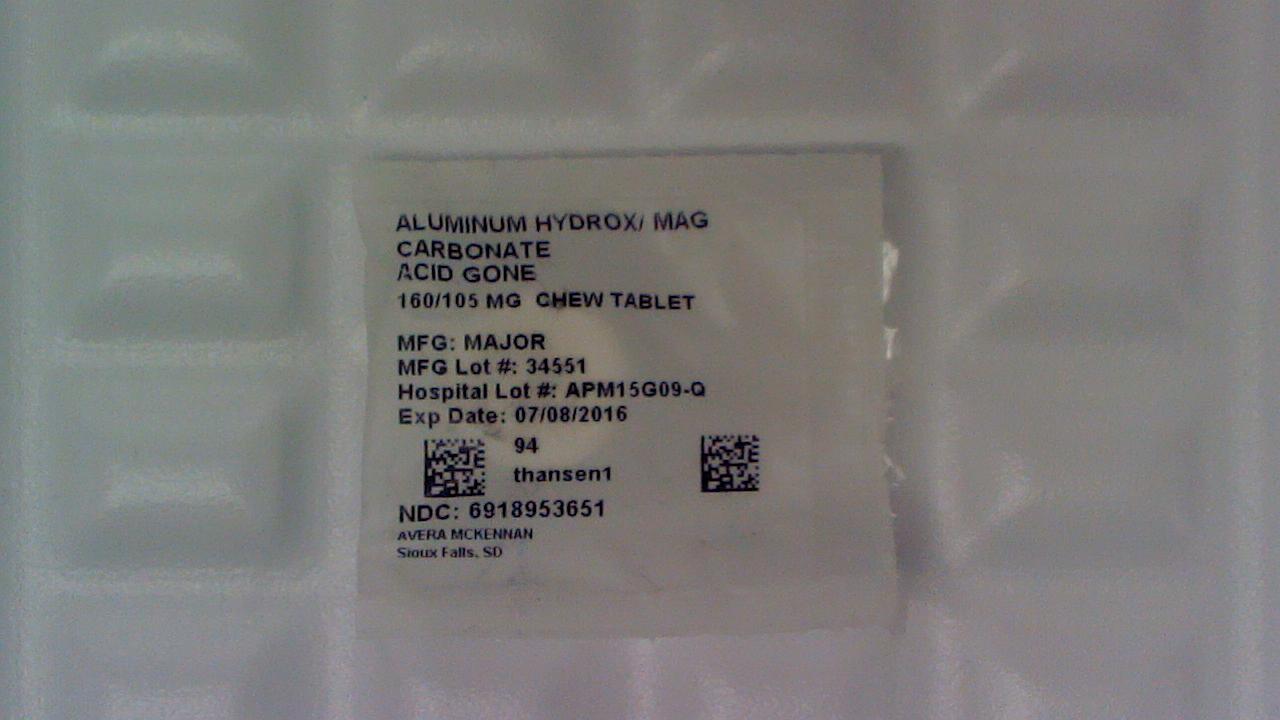 ALUMINUM HYDROX/ MAG
CARBONATE
ACID GONE
160/105 MG CHEW TABLET
MFG: MAJOR
MFG Lot #: 34551
Hospital Lot #: APM15G09-Q
Exp Date: 07/08/2016
94
thansen1
NDC: 6918953651
AVERA MCKENNAN
Sioux Falls, SD